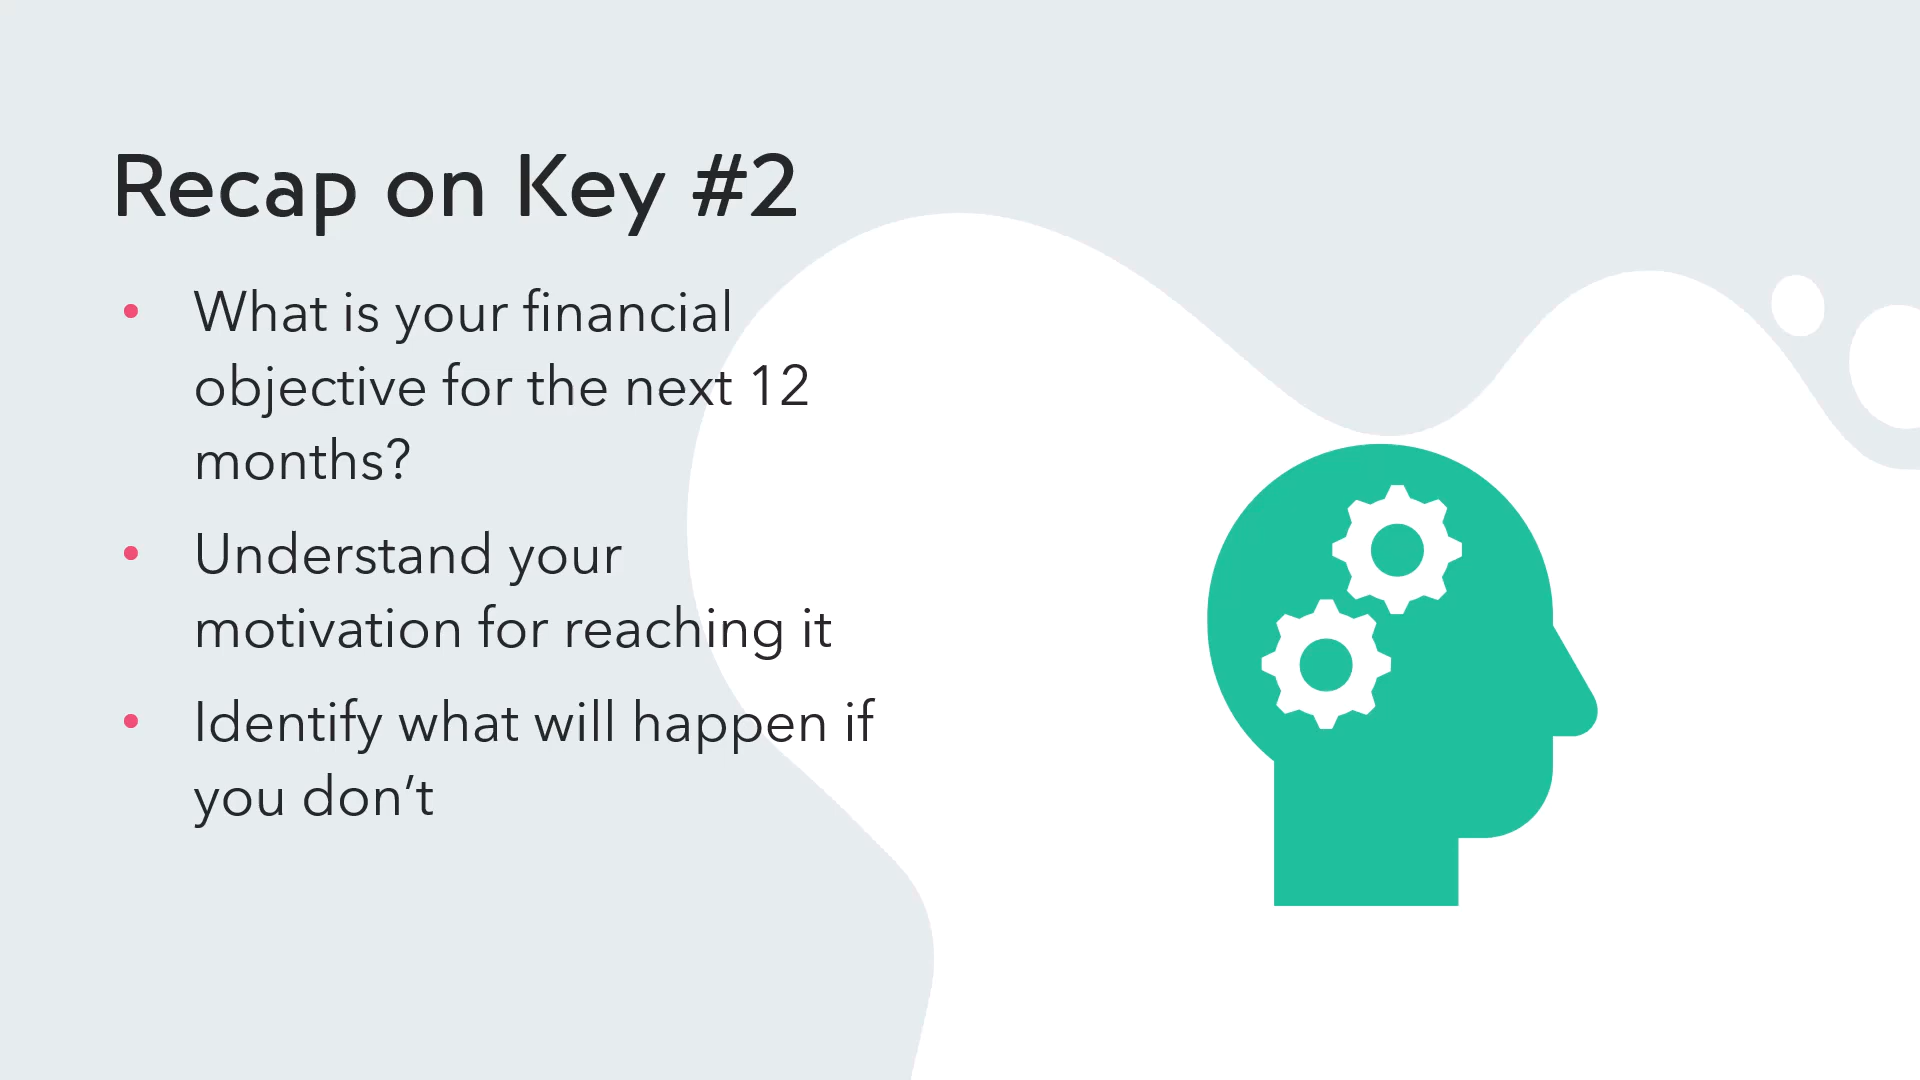 Recap on Key #2
• What is your financial
objective for the next 12
months?
• Understand your
motivation for reaching it
• Identify what will happen if
you don’t